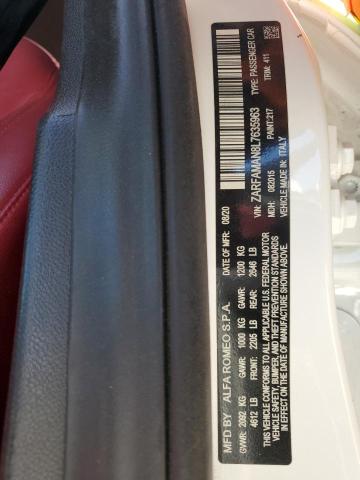 MFD BY ALFA ROMEO S.P.A.
DATE OF MFR: 08/20
GVWR: 2092 KG GAWR: 1000 KG GAWR: 1200 KG
4612 LB FRONT: 2205 LB REAR: 2646 LB
THIS VEHICLE CONFORMS TO ALL APPLICABLE U.S. FEDERAL MOTOR
VEHICLE SAFETY, BUMPER, AND THEFT PREVENTION STANDARDS
IN EFFECT ON THE DATE OF MANUFACTURE SHOWN ABOVE.
VIN: ZARFAMAN8L7635963 TYPE: PASSENGER CAR
MDH: 082015 PAINT: 217 TRM: 411
VEHICLE MADE IN: ITALY